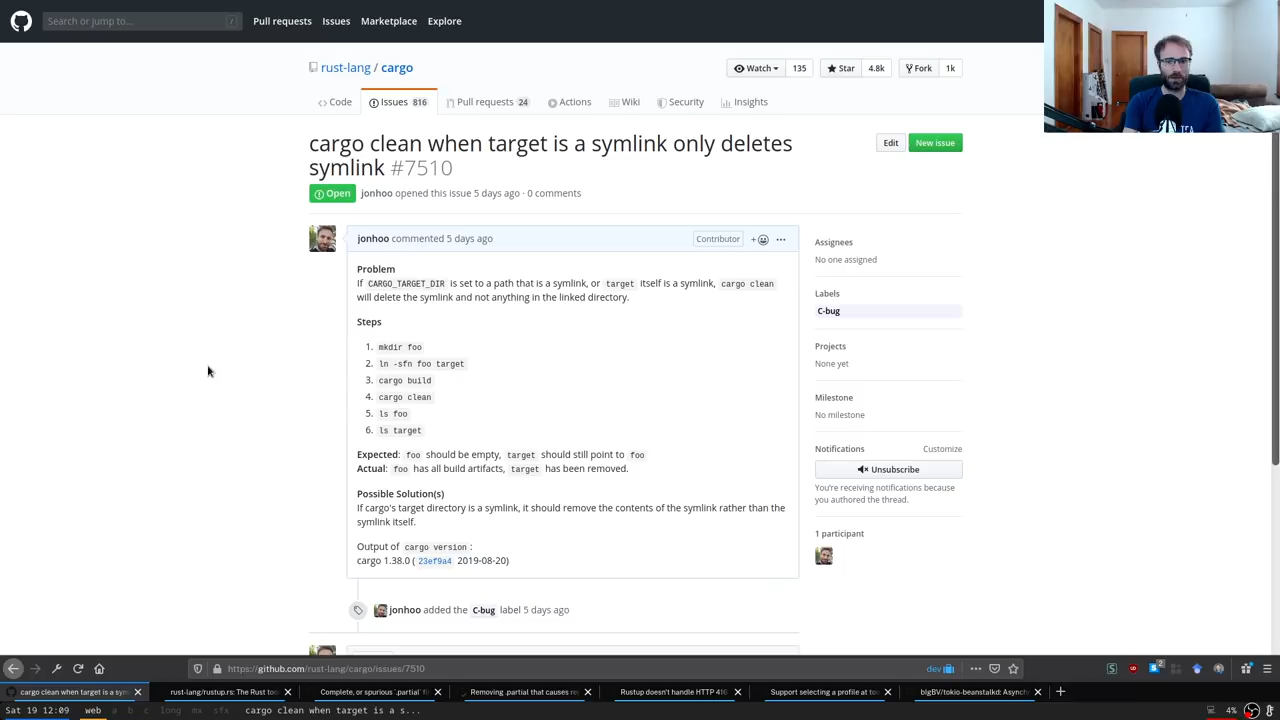 Search or jump to...
/
Pull requests
Issues
Marketplace
Explore
rust-lang / cargo
Watch 135
Star 4.8k
Fork 1k
Code
Issues 816
Pull requests 24
Actions
Wiki
Security
Insights
cargo clean when target is a symlink only deletes
symlink #7510
Edit
New issue
Open
jonhoo opened this issue 5 days ago · 0 comments
jonhoo commented 5 days ago
Contributor
Problem
If CARGO_TARGET_DIR is set to a path that is a symlink, or target itself is a symlink, cargo clean
will delete the symlink and not anything in the linked directory.
Steps
1. mkdir foo
2. ln -sfn foo target
3. cargo build
4. cargo clean
5. ls foo
6. ls target
Expected: foo should be empty, target should still point to foo
Actual: foo has all build artifacts, target has been removed.
Possible Solution(s)
If cargo's target directory is a symlink, it should remove the contents of the symlink rather than the
symlink itself.
Output of cargo version:
cargo 1.38.0 (23ef9a4 2019-08-20)
jonhoo added the C-bug label 5 days ago
Assignees
No one assigned
Labels
C-bug
Projects
None yet
Milestone
No milestone
Notifications
Customize
Unsubscribe
You're receiving notifications because
you authored the thread.
1 participant
https://github.com/rust-lang/cargo/issues/7510
dev
cargo clean when target is a sym
rust-lang/rustup.rs: The Rust too
Complete, or spurious `.partial` fi
Removing .partial that causes re
Rustup doesn't handle HTTP 416
Support selecting a profile at to
bIgBV/tokio-beanstalkd: Asynchr
Sat 19 12:09 web a b c long mx sfx cargo clean when target is a s...
4%